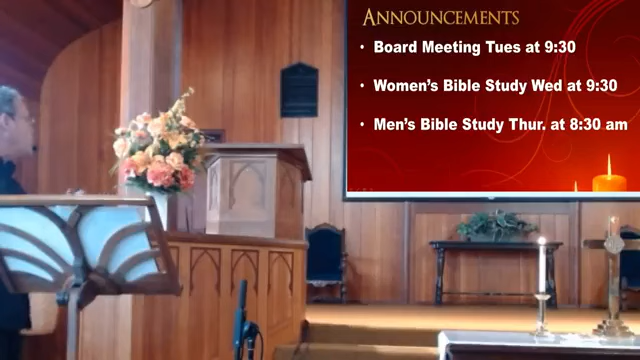 ANNOUNCEMENTS
• Board Meeting Tues at 9:30
• Women's Bible Study Wed at 9:30
• Men's Bible Study Thur. at 8:30 am